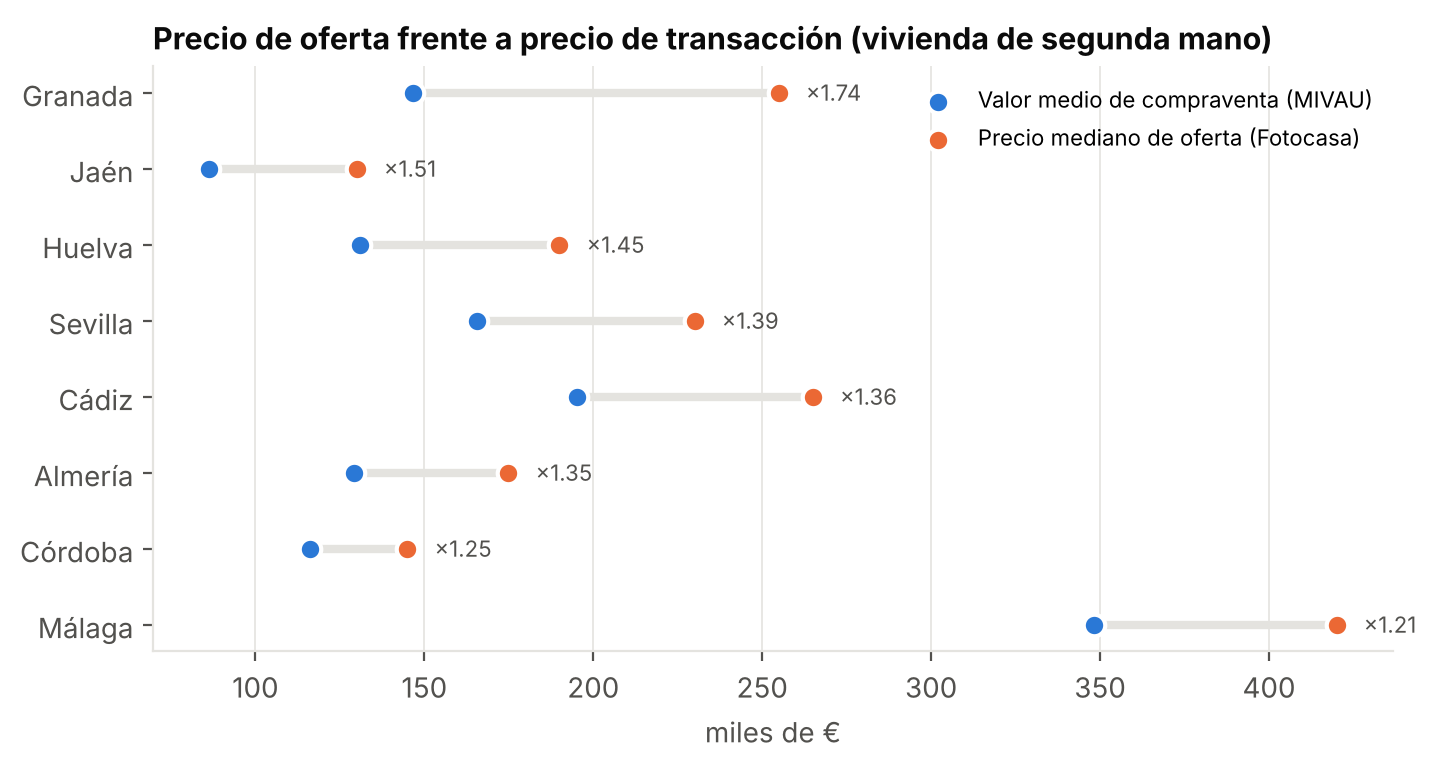 Precio de oferta frente a precio de transacción (vivienda de segunda mano)
Valor medio de compraventa (MIVAU)
Precio mediano de oferta (Fotocasa)
Granada ×1.74
Jaén ×1.51
Huelva ×1.45
Sevilla ×1.39
Cádiz ×1.36
Almería ×1.35
Córdoba ×1.25
Málaga ×1.21
100 150 200 250 300 350 400
miles de €